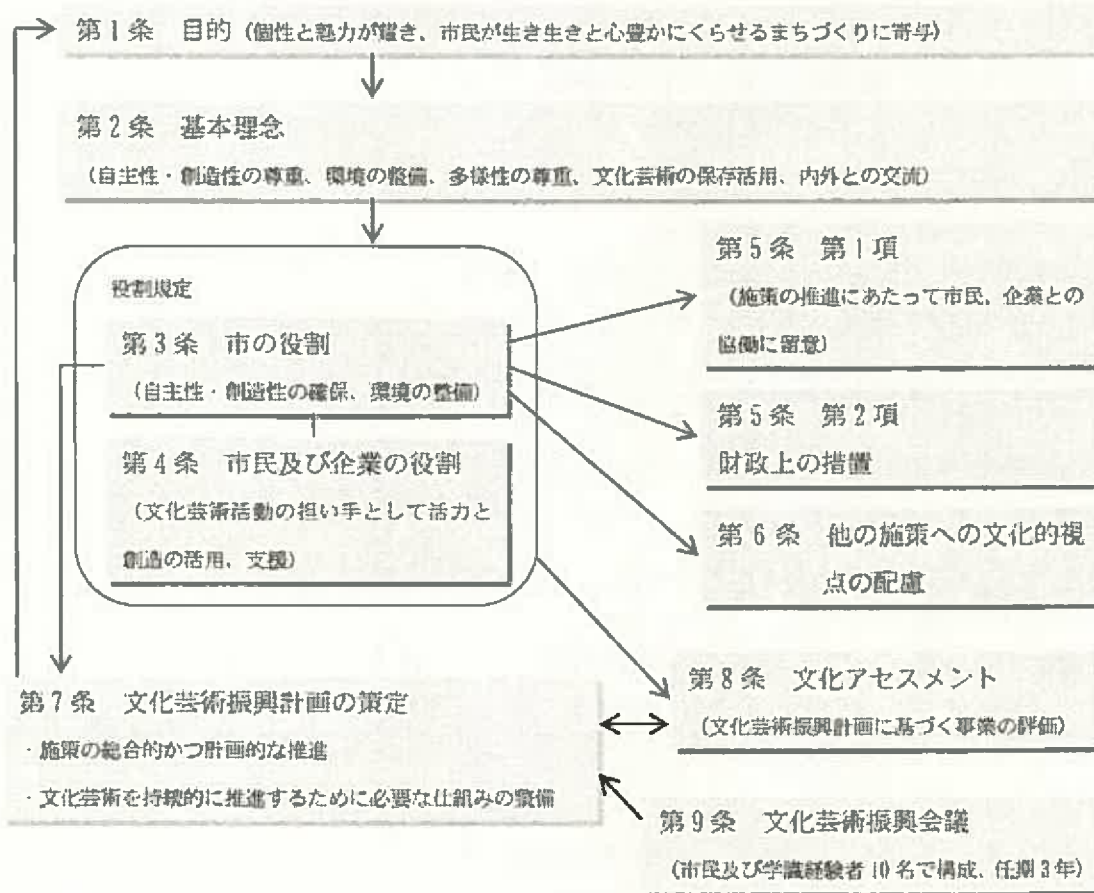 第1条 目的(個性と魅力が輝き、市民が生き生きと心豊かにくらせるまちづくりに寄与)
第2条 基本理念
(自主性・創造性の尊重、環境の整備、多様性の尊重、文化芸術の保存活用、内外との交流)
役割規定
第3条 市の役割
(自主性・創造性の確保、環境の整備)
第4条 市民及び企業の役割
(文化芸術活動の担い手として活力と
創造の活用、支援)
第5条 第1項
(施策の推進にあたって市民、企業との
協働に留意)
第5条 第2項
財政上の措置
第6条 他の施策への文化的視
点の配慮
第7条 文化芸術振興計画の策定
・施策の総合的かつ計画的な推進
・文化芸術を持続的に推進するために必要な仕組みの整備
第8条 文化アセスメント
(文化芸術振興計画に基づく事業の評価)
第9条 文化芸術振興会議
(市民及び学識経験者10名で構成、任期3年)